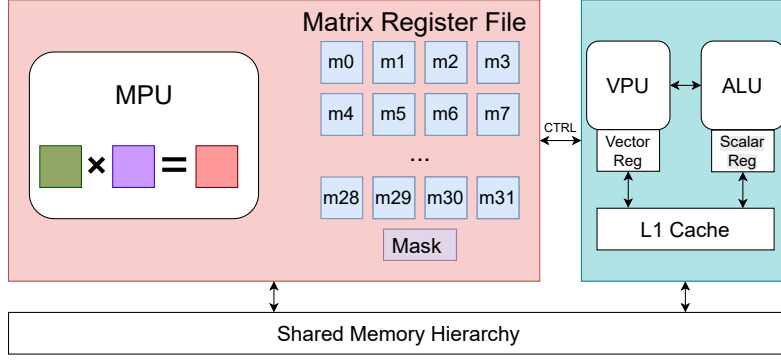 Matrix Register File
MPU
×
=
m0 m1 m2 m3
m4 m5 m6 m7
...
m28 m29 m30 m31
Mask
CTRL
VPU
ALU
Vector
Reg
Scalar
Reg
L1 Cache
Shared Memory Hierarchy